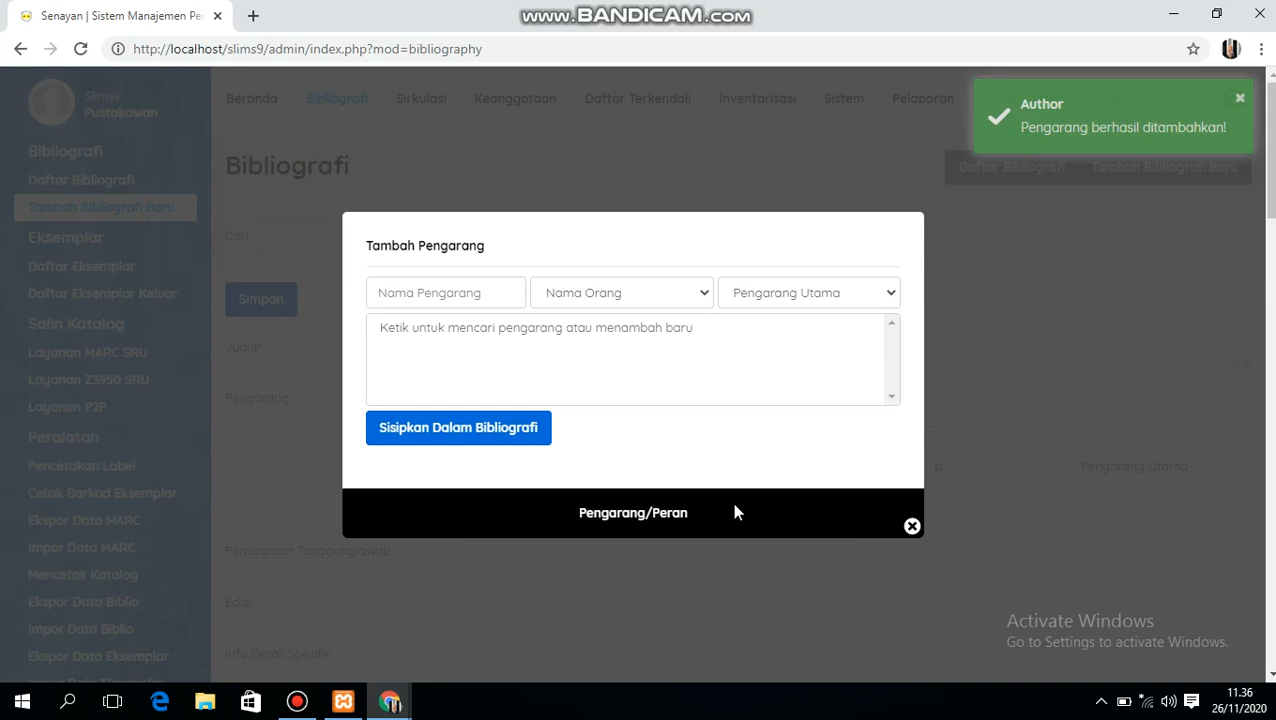 Senayan | Sistem Manajemen Pe
www.BANDICAM.com
http://localhost/slims9/admin/index.php?mod=bibliography
Slims9
Pustakawan
Beranda
Bibliografi
Sirkulasi
Keanggotaan
Daftar Terkendali
Inventarisasi
Sistem
Pelaporan
Author
Pengarang berhasil ditambahkan!
Bibliografi
Daftar Bibliografi
Tambah Bibliografi Baru
Eksemplar
Daftar Eksemplar
Daftar Eksemplar Keluar
Salin Katalog
Layanan MARC SRU
Layanan Z3950 SRU
Layanan P2P
Peralatan
Pencetakan Label
Cetak Barkod Eksemplar
Ekspor Data MARC
Impor Data MARC
Mencetak Katalog
Ekspor Data Biblio
Impor Data Biblio
Ekspor Data Eksemplar
Bibliografi
Daftar Bibliografi
Tambah Bibliografi Baru
Cari
Simpan
Judul*
Pengarang
Pengarang Utama
Pernyataan Tanggungjawab
Edisi
Info Detail Spesifik
Tambah Pengarang
Nama Pengarang
Nama Orang
Pengarang Utama
Ketik untuk mencari pengarang atau menambah baru
Sisipkan Dalam Bibliografi
Pengarang/Peran
Activate Windows
Go to Settings to activate Windows.
11.36
26/11/2020